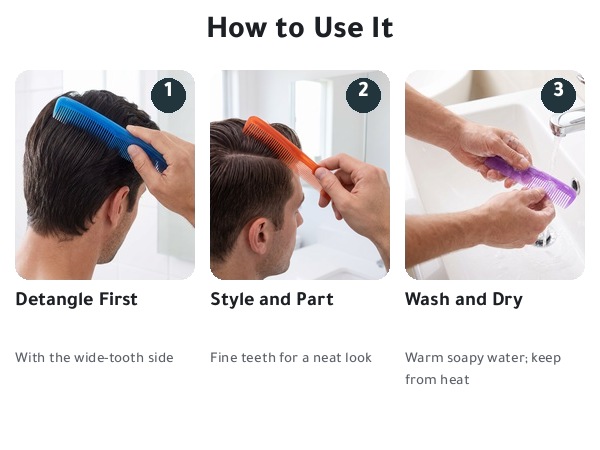 How to Use It
1
2
3
Detangle First
Style and Part
Wash and Dry
With the wide-tooth side
Fine teeth for a neat look
Warm soapy water; keep
from heat